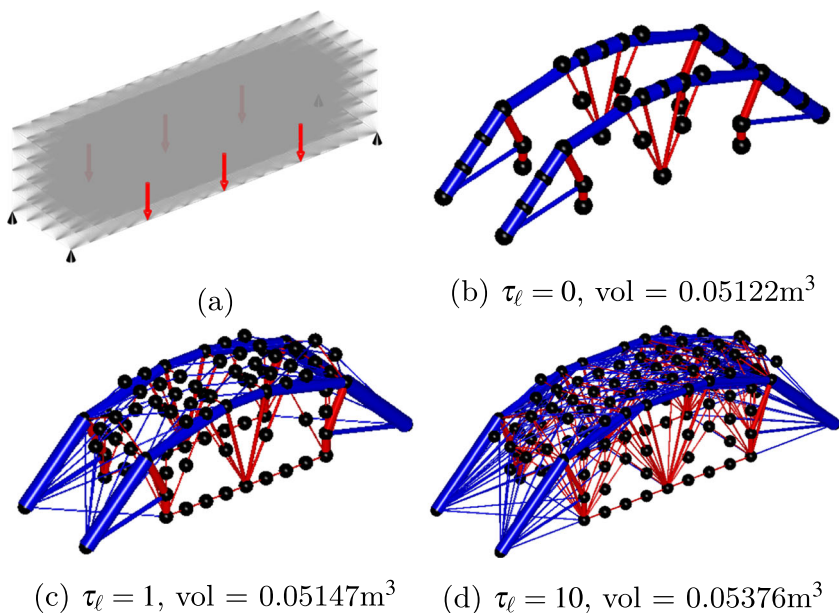 (a)
(b) τℓ = 0, vol = 0.05122m³
(c) τℓ = 1, vol = 0.05147m³
(d) τℓ = 10, vol = 0.05376m³